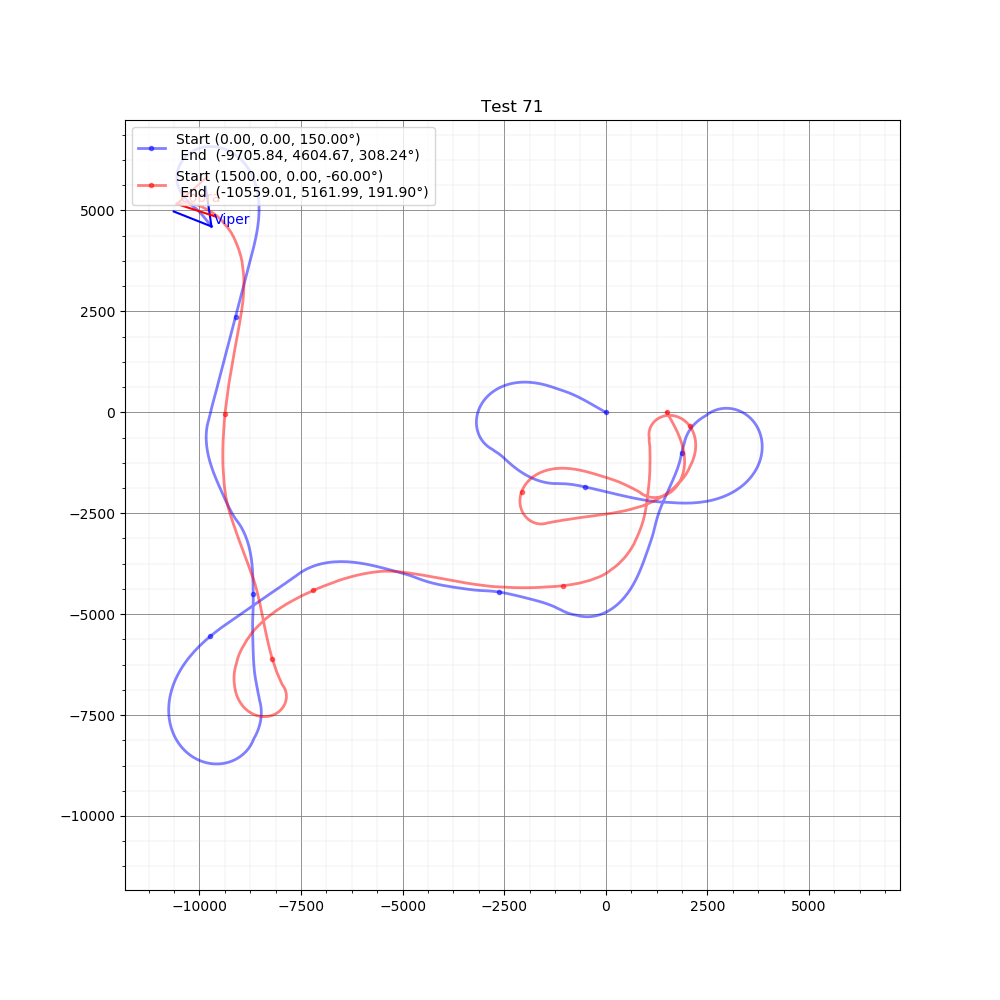 Test 71
Start (0.00, 0.00, 150.00°)
End (-9705.84, 4604.67, 308.24°)
Start (1500.00, 0.00, -60.00°)
End (-10559.01, 5161.99, 191.90°)
Viper
5000
2500
0
−2500
−5000
−7500
−10000
−10000 −7500 −5000 −2500 0 2500 5000